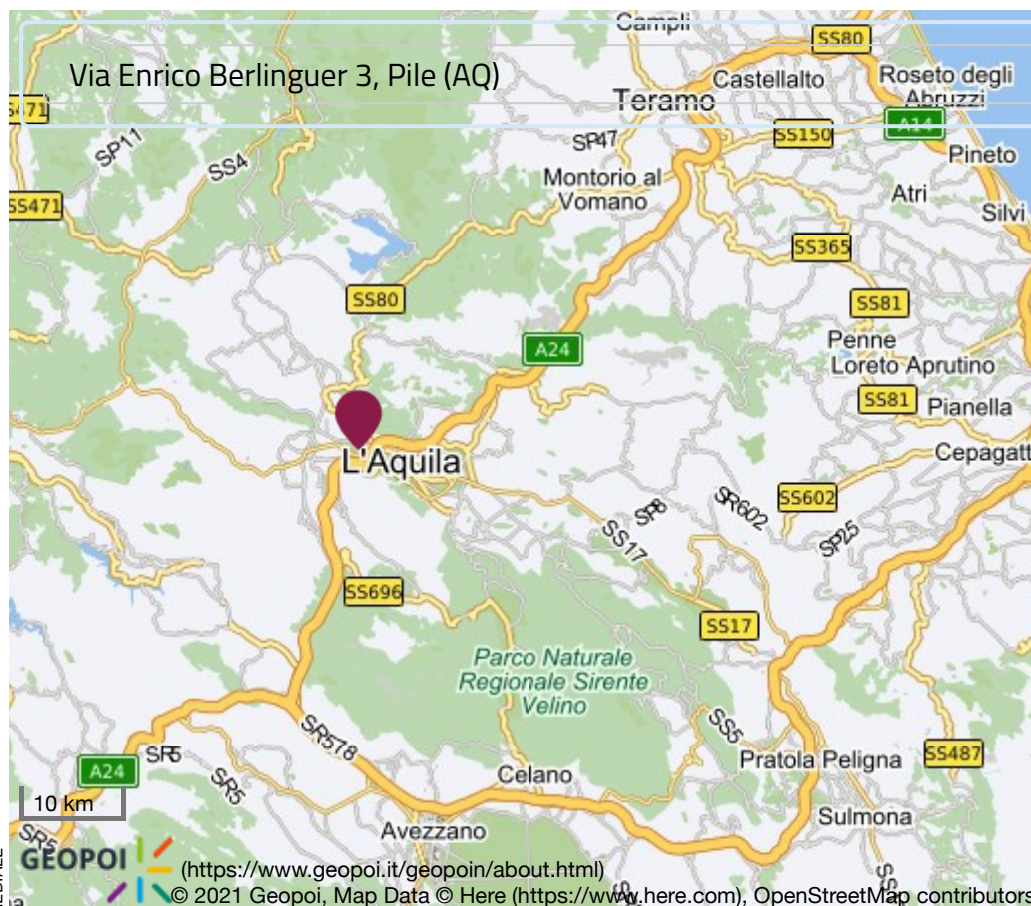 Campli
SS80
Via Enrico Berlinguer 3, Pile (AQ)
Castellalto
Roseto degli
Abruzzi
S471
Teramo
A14
SP11
SP47
SS150
SS4
Pineto
Montorio al
Vomano
Atri
SS471
Silvi
SS365
SS80
SS81
Penne
A24
Loreto Aprutino
SS81
Pianella
L'Aquila
Cepagatt
SS602
SP8
SR602
SS17
SP25
SS696
SS17
Parco Naturale
Regionale Sirente
Velino
SS5
SR578
SR5
Pratola Peligna
SS487
A24
Celano
SR5
10 km
Sulmona
Avezzano
SR5
GEOPOI
(https://www.geopoi.it/geopoin/about.html)
© 2021 Geopoi, Map Data © Here (https://www.here.com), OpenStreetMap contributors